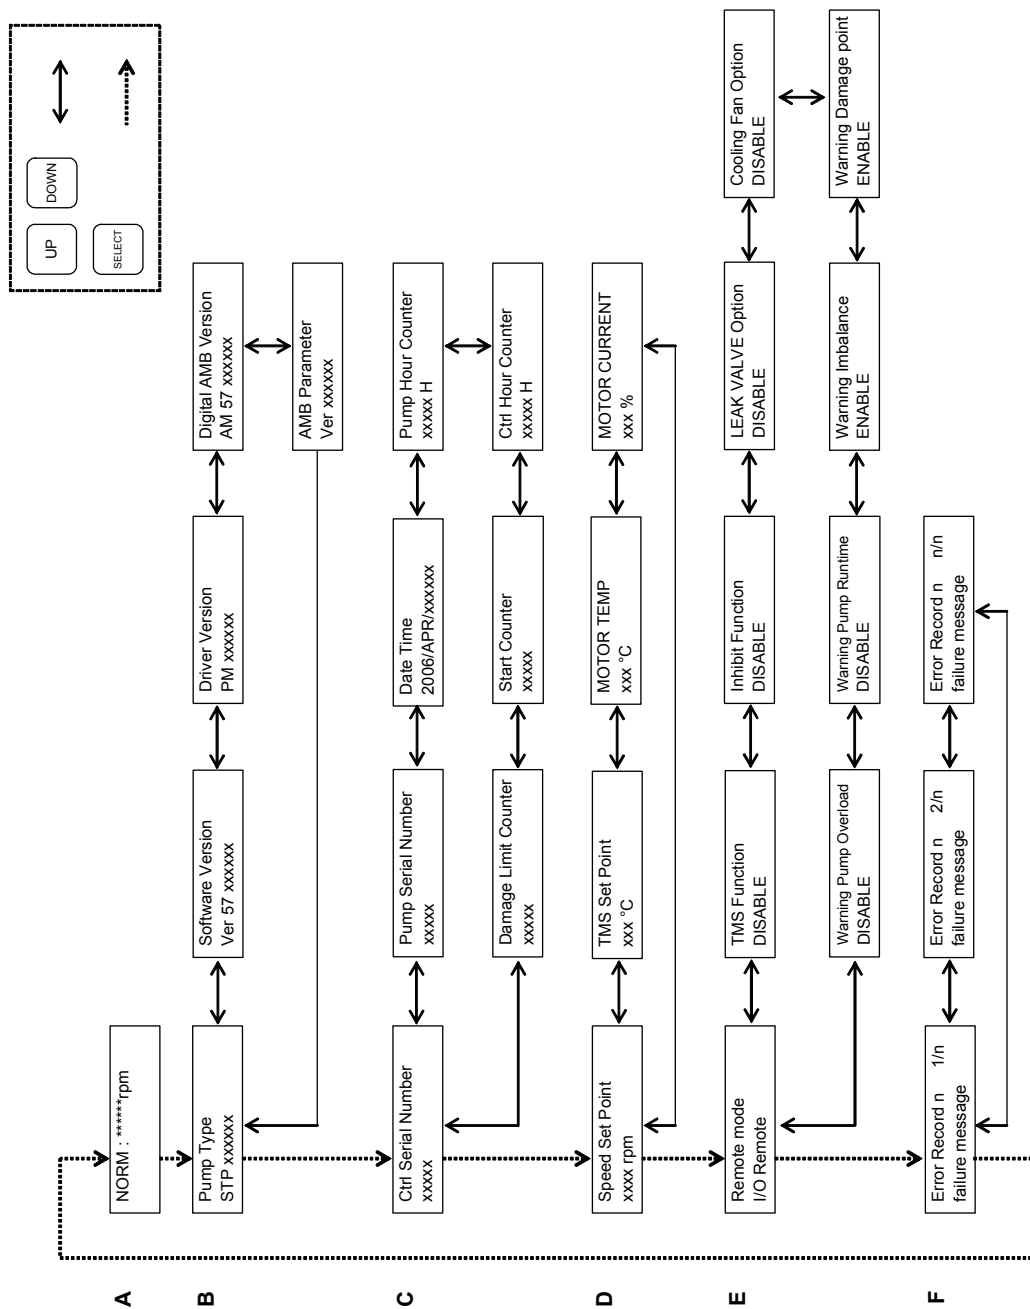 UP
DOWN
SELECT
A
NORM : ******rpm
B
Pump Type
STP xxxxxx
Software Version
Ver 57 xxxxxx
Driver Version
PM xxxxxx
Digital AMB Version
AM 57 xxxxxx
AMB Parameter
Ver xxxxxx
C
Ctrl Serial Number
xxxxx
Pump Serial Number
xxxxx
Date Time
2006/APR/xxxxxx
Pump Hour Counter
xxxxx H
Damage Limit Counter
xxxxx
Start Counter
xxxxx
Ctrl Hour Counter
xxxxx H
D
Speed Set Point
xxxx rpm
TMS Set Point
xxx °C
MOTOR TEMP
xxx °C
MOTOR CURRENT
xxx %
E
Remote mode
I/O Remote
TMS Function
DISABLE
Inhibit Function
DISABLE
LEAK VALVE Option
DISABLE
Cooling Fan Option
DISABLE
Warning Pump Overload
DISABLE
Warning Pump Runtime
DISABLE
Warning Imbalance
ENABLE
Warning Damage point
ENABLE
F
Error Record n 1/n
failure message
Error Record n 2/n
failure message
Error Record n n/n
failure message